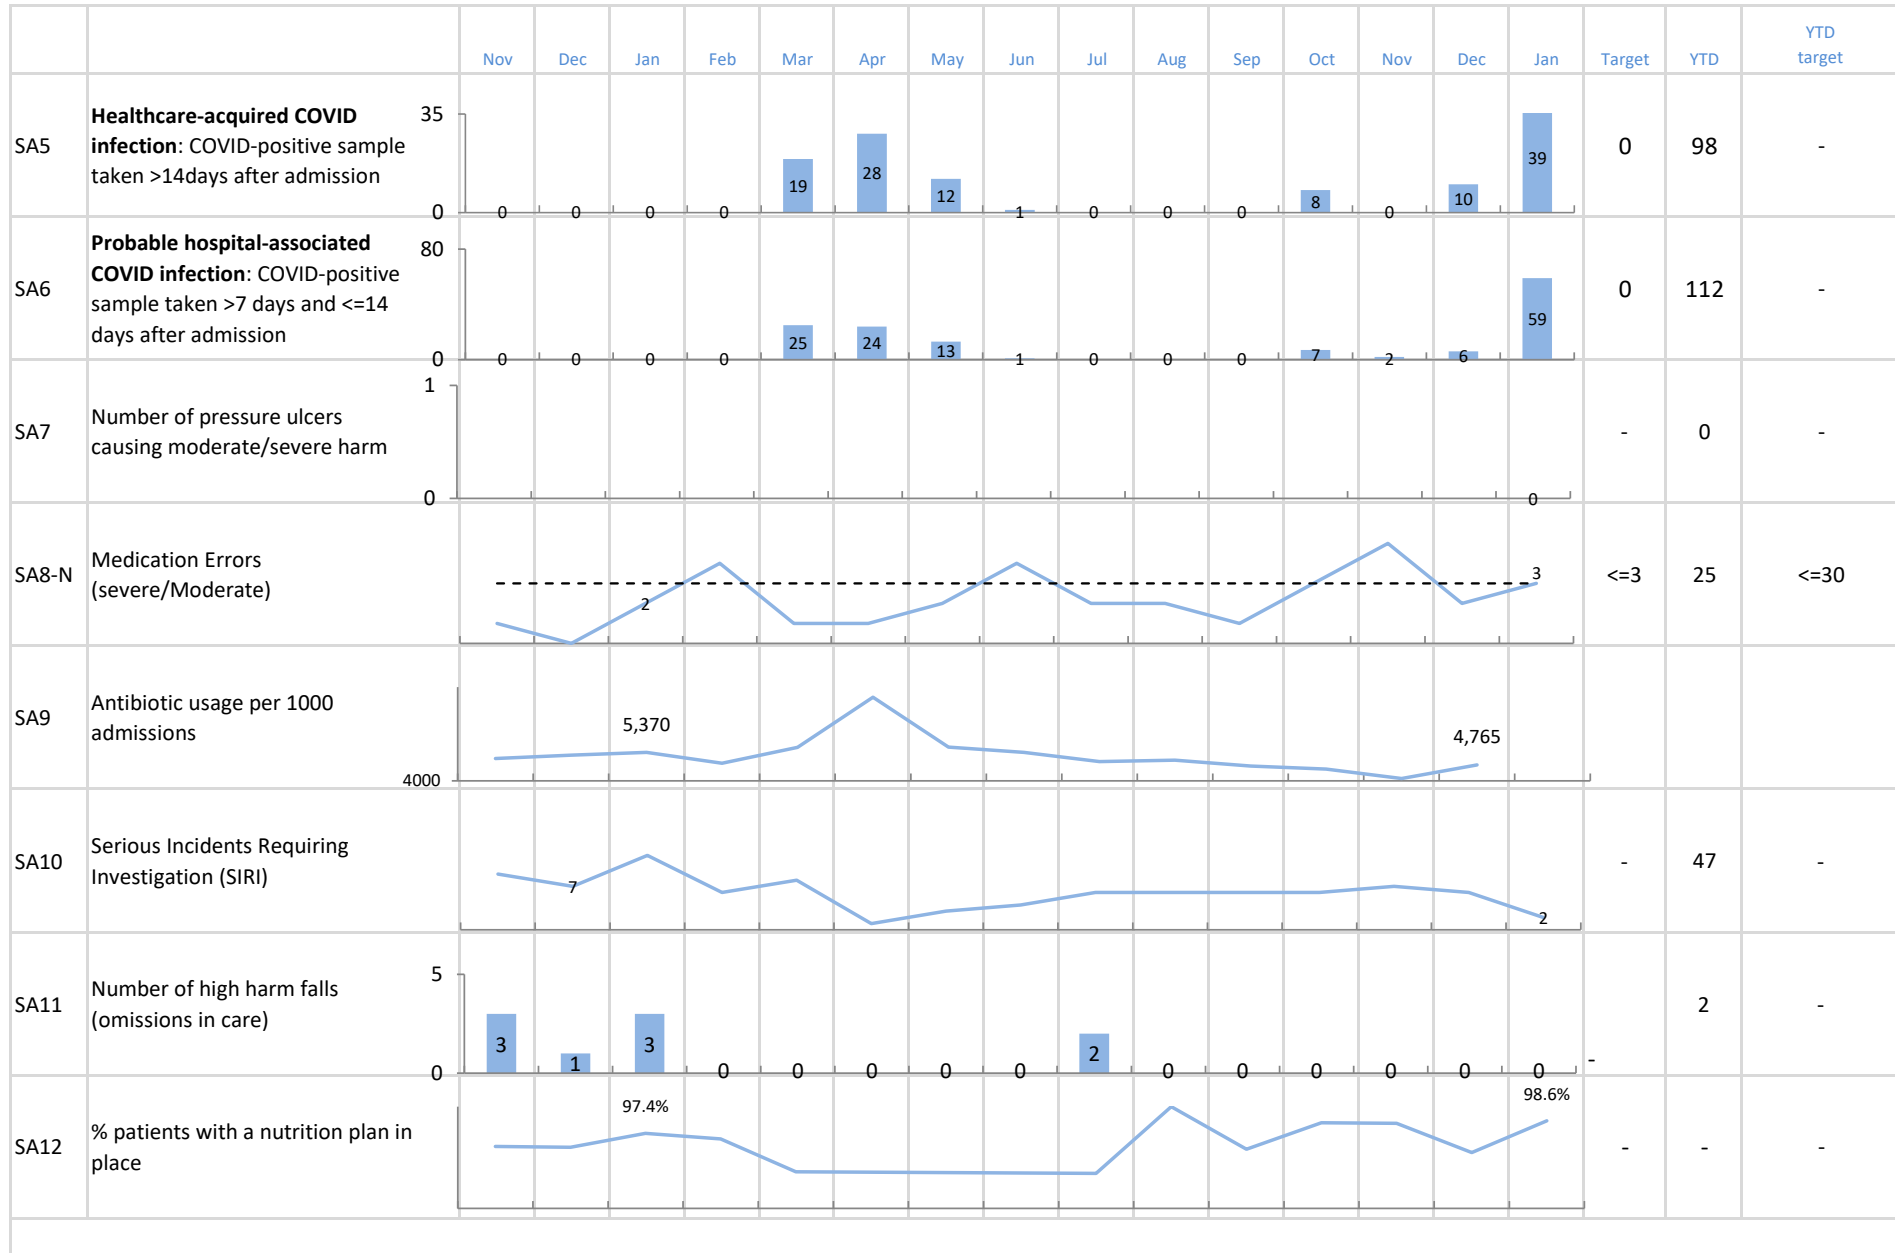 YTD
Nov Dec Jan Feb Mar Apr May Jun Jul Aug Sep Oct Nov Dec Jan Target YTD target
Healthcare-acquired COVID
35
SA5 infection: COVID-positive sample 0 98 -
taken >14days after admission
19 28 12 8 10 39
0 0 0 0 0 1 0 0 0 0
Probable hospital-associated
80
COVID infection: COVID-positive
SA6 0 112 -
sample taken >7 days and <=14
days after admission
25 24 13 59
0 0 0 0 0 1 0 0 0 7 2 6
1
Number of pressure ulcers
SA7 - 0 -
causing moderate/severe harm
0 0
Medication Errors
SA8-N <=3 25 <=30
(severe/Moderate)
2 3
Antibiotic usage per 1000
SA9
admissions
5,370 4,765
4000
Serious Incidents Requiring
SA10 - 47 -
Investigation (SIRI)
7 2
5
Number of high harm falls
SA11 2 -
(omissions in care)
3 1 3 2 -
0 0 0 0 0 0 0 0 0 0 0 0
97.4% 98.6%
% patients with a nutrition plan in
SA12 - - -
place